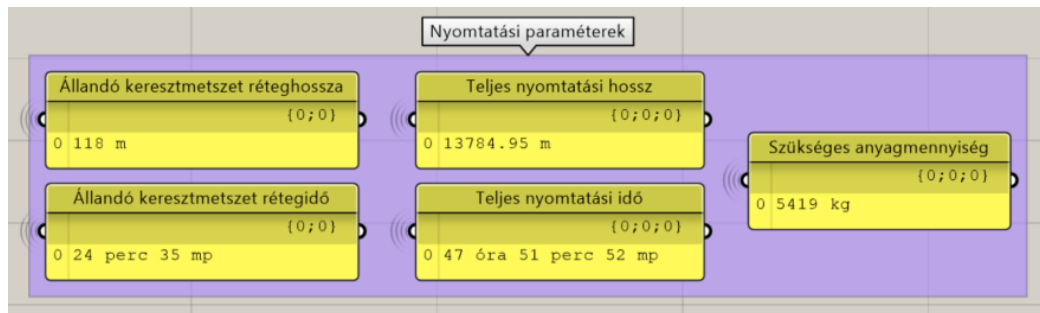 Nyomtatási paraméterek
Állandó keresztmetszet réteghossza
{0;0}
0 118 m
Teljes nyomtatási hossz
{0;0;0}
0 13784.95 m
Állandó keresztmetszet rétegidő
{0;0}
0 24 perc 35 mp
Teljes nyomtatási idő
{0;0;0}
0 47 óra 51 perc 52 mp
Szükséges anyagmennyiség
{0;0;0}
0 5419 kg